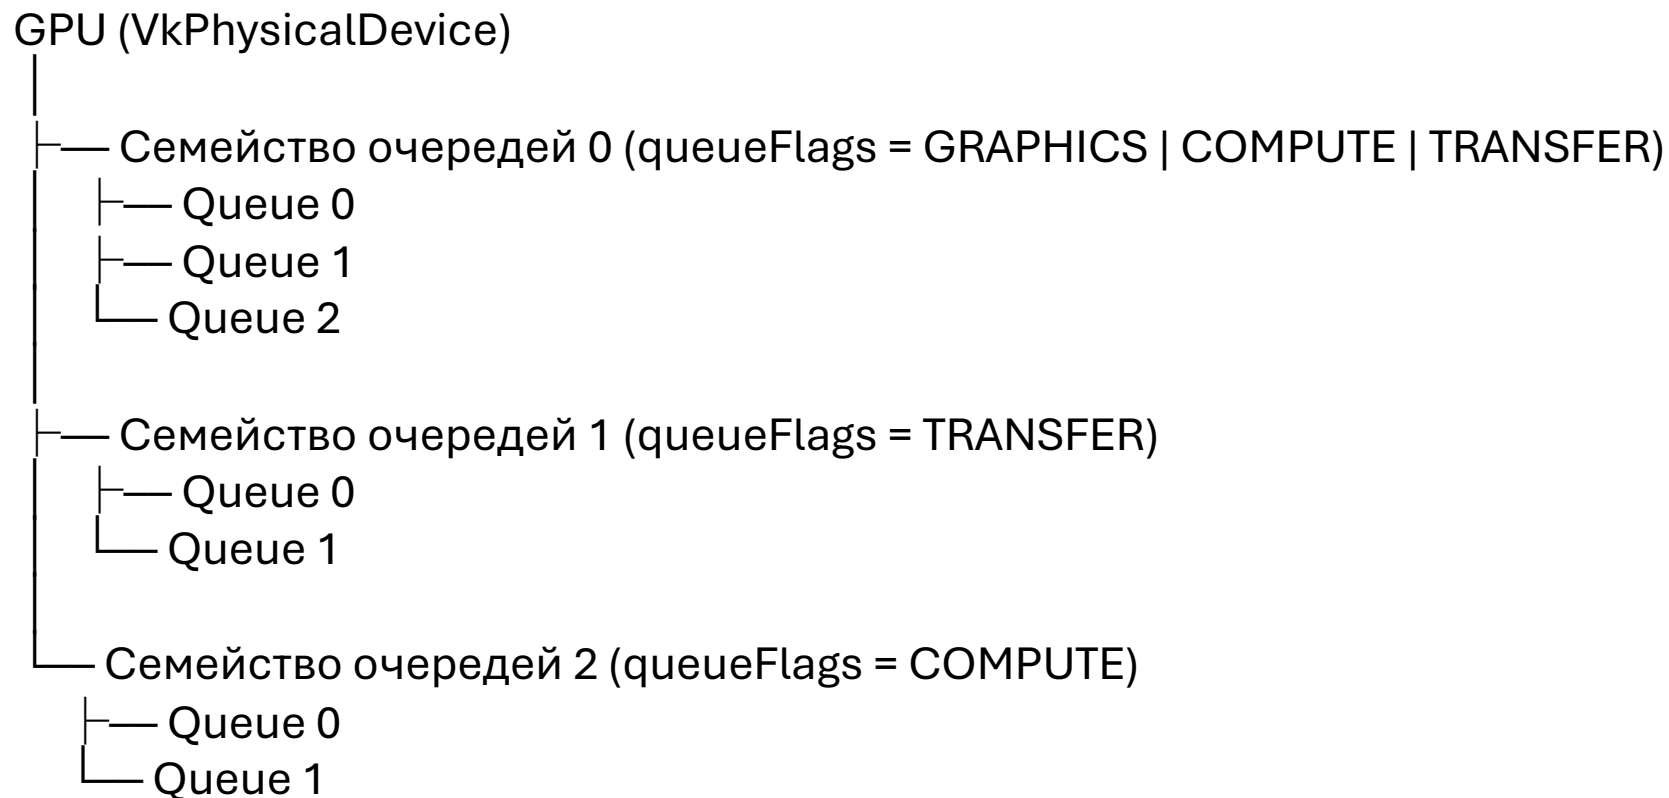 GPU (VkPhysicalDevice)
Семейство очередей 0 (queueFlags = GRAPHICS | COMPUTE | TRANSFER)
Queue 0
Queue 1
Queue 2
Семейство очередей 1 (queueFlags = TRANSFER)
Queue 0
Queue 1
Семейство очередей 2 (queueFlags = COMPUTE)
Queue 0
Queue 1